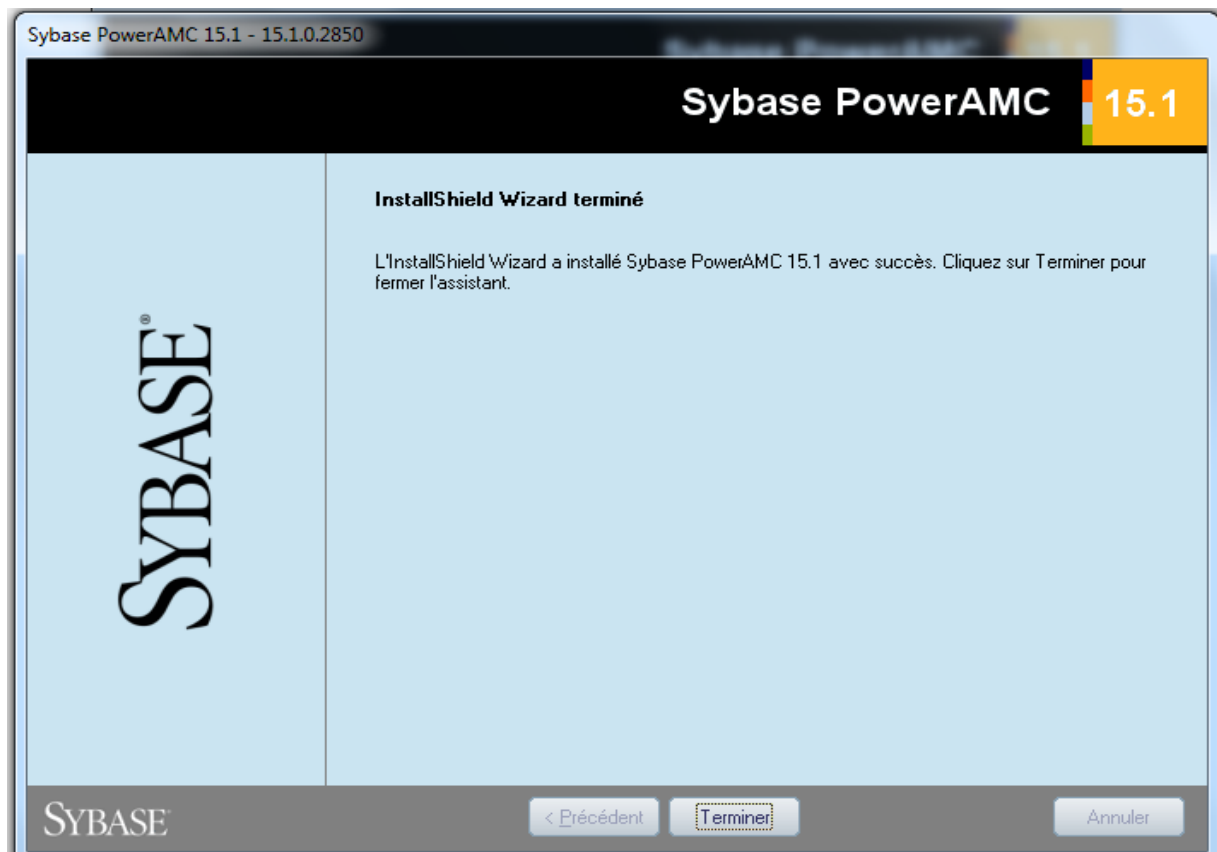 Sybase PowerAMC 15.1 - 15.1.0.2850
Sybase PowerAMC 15.1
InstallShield Wizard terminé
L'InstallShield Wizard a installé Sybase PowerAMC 15.1 avec succès. Cliquez sur Terminer pour
fermer l'assistant.
SYBASE®
SYBASE
< Précédent
Terminer
Annuler